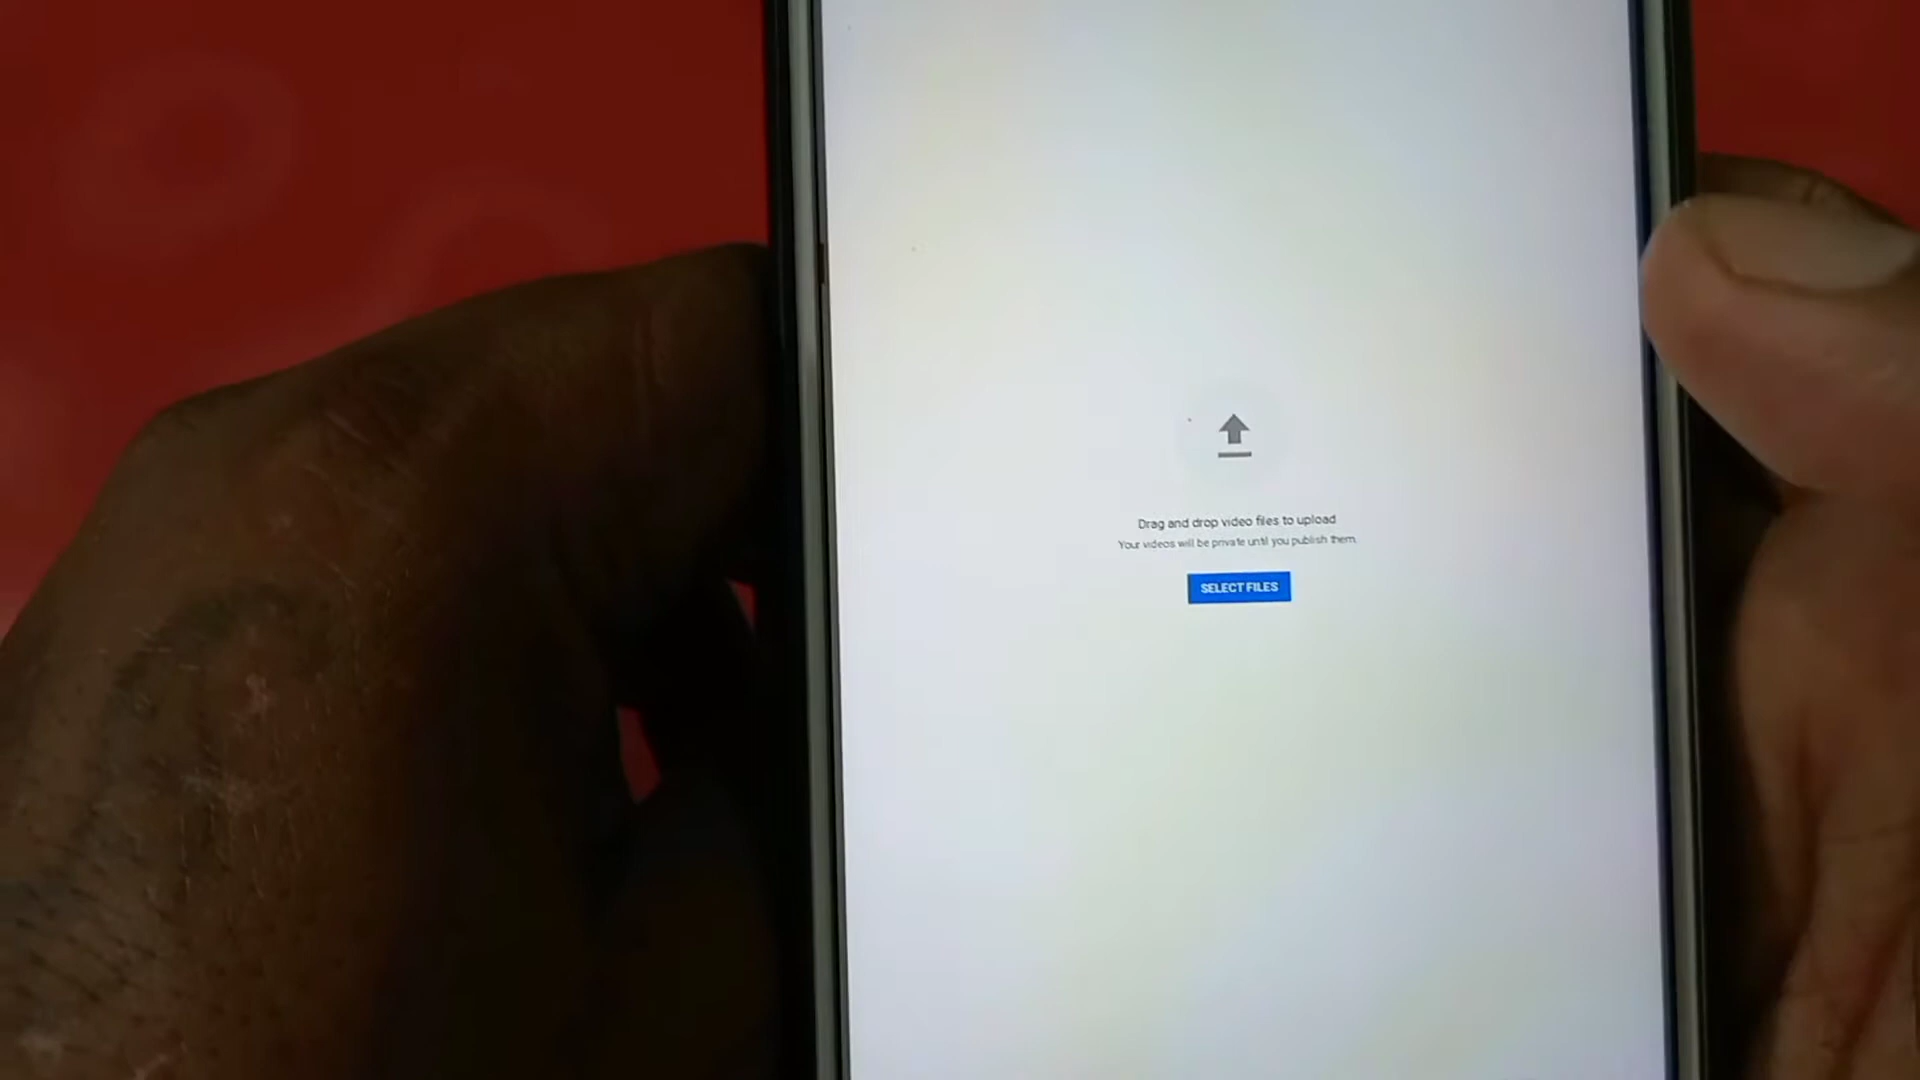 Drag and drop video files to upload
Your videos will be private until you publish them.
SELECT FILES